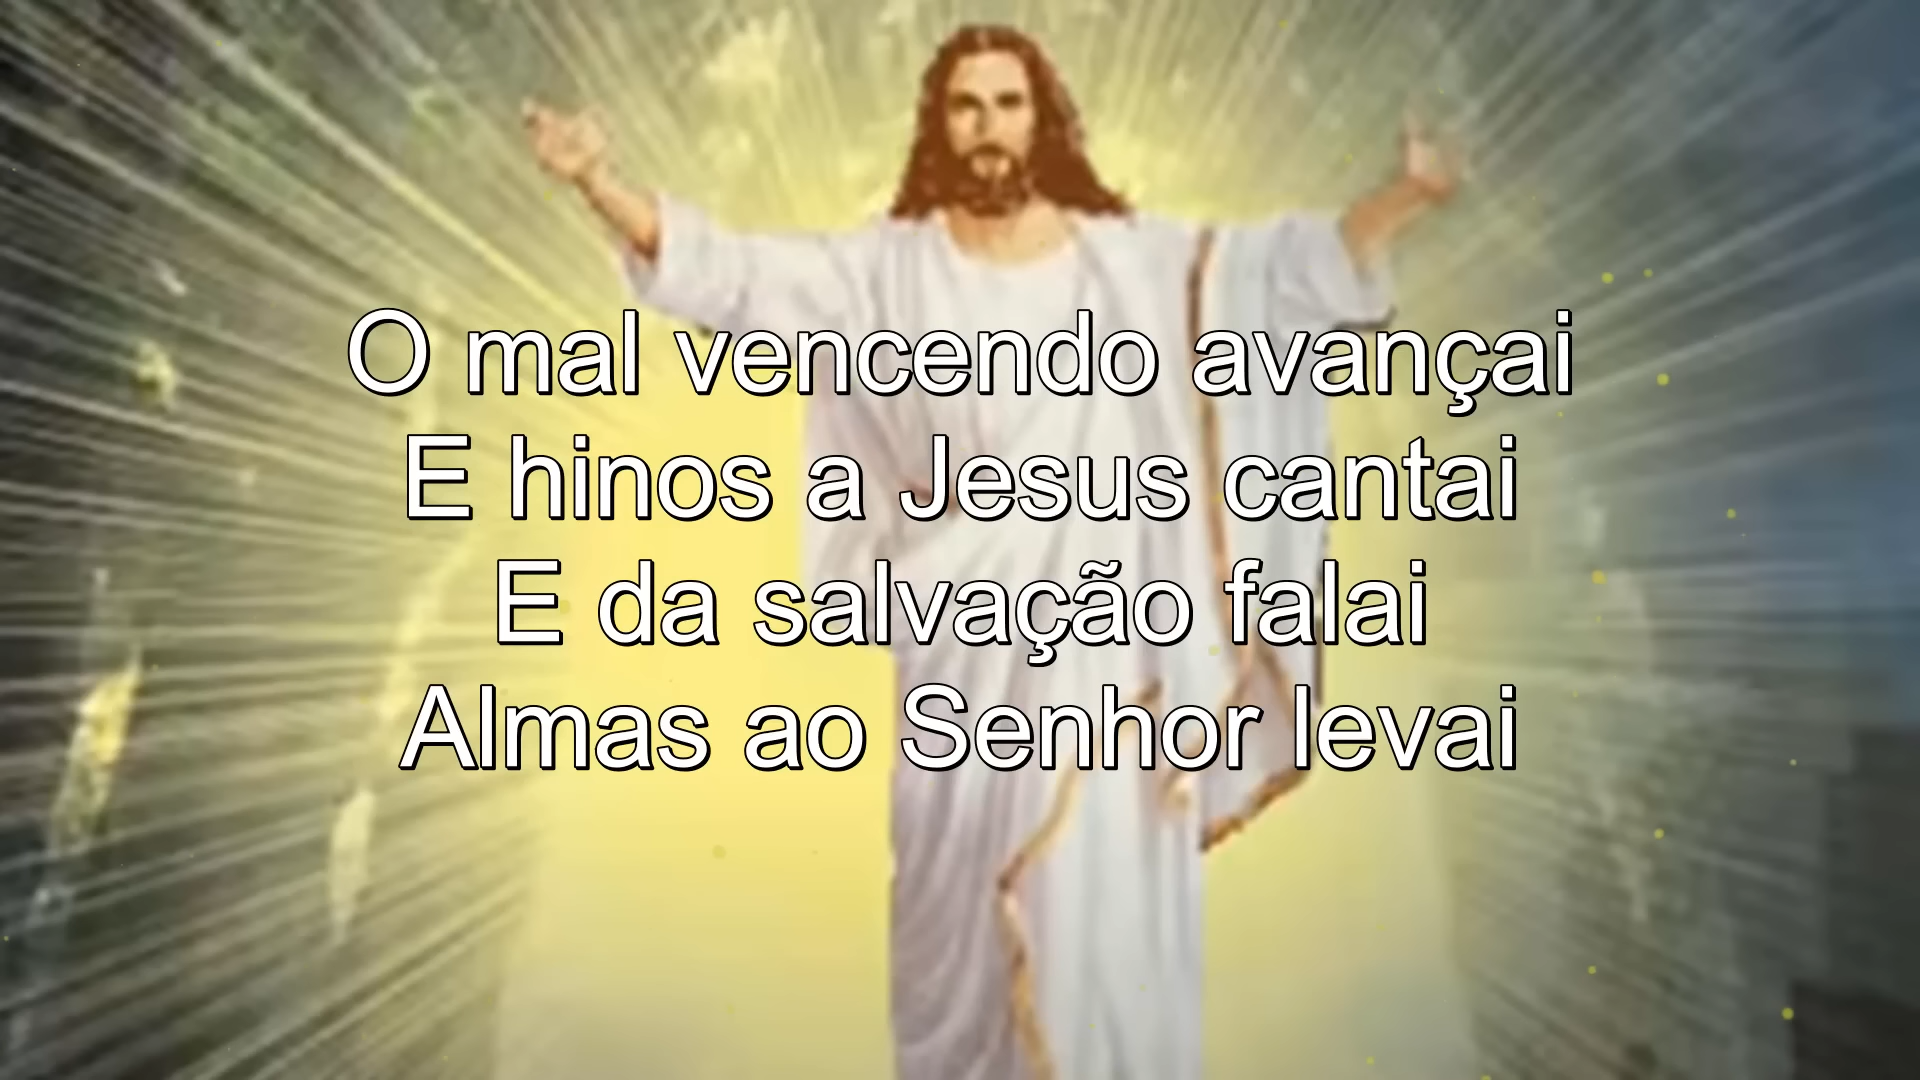 O mal vencendo avançai
E hinos a Jesus cantai
E da salvação falai
Almas ao Senhor levai